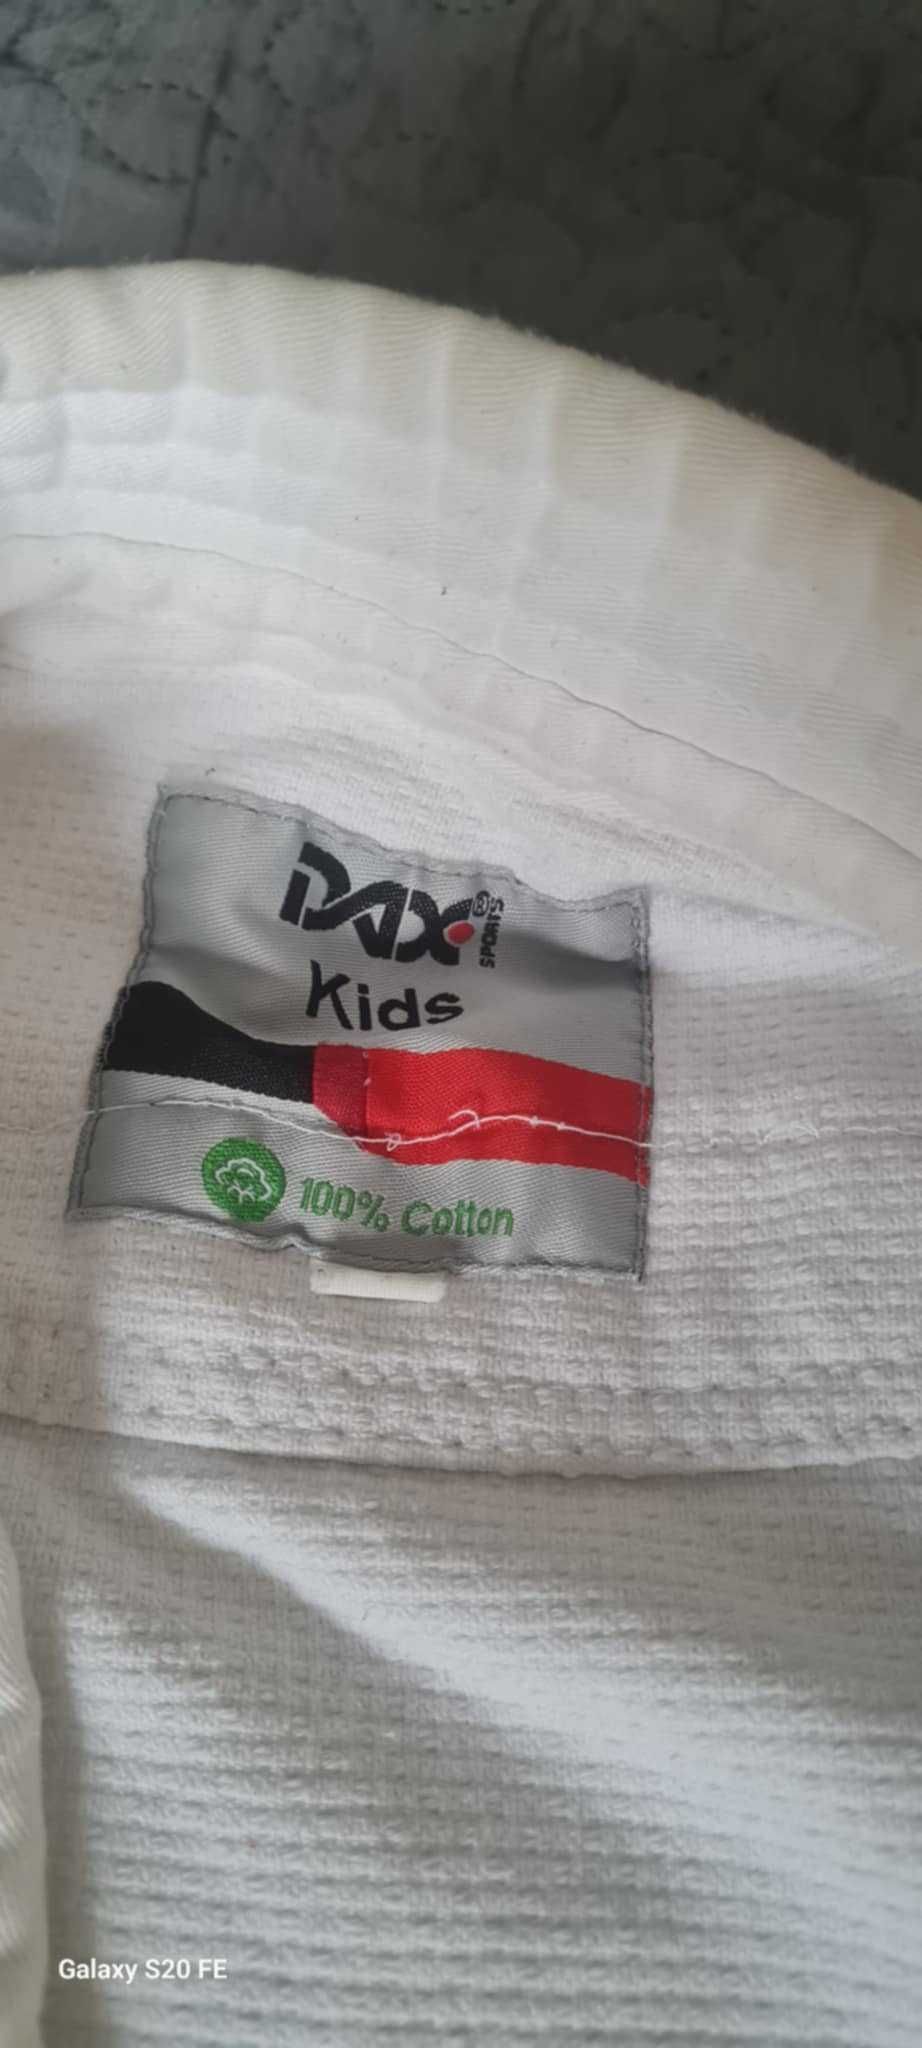 DAX® SPORTS
Kids
100% Cotton
Galaxy S20 FE